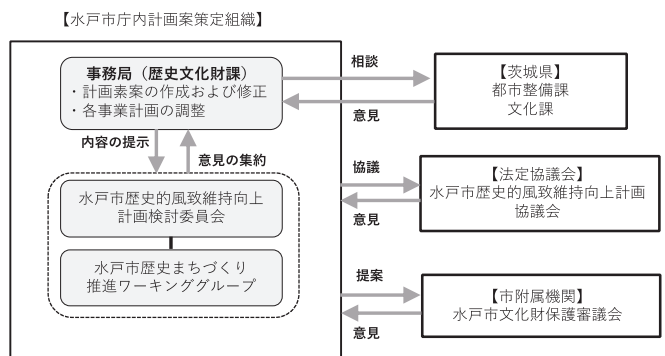 【水戸市庁内計画案策定組織】
事務局（歴史文化財課）
・計画素案の作成および修正
・各事業計画の調整
相談
意見
【茨城県】
都市整備課
文化課
内容の提示
意見の集約
水戸市歴史的風致維持向上
計画検討委員会
水戸市歴史まちづくり
推進ワーキンググループ
協議
意見
【法定協議会】
水戸市歴史的風致維持向上計画
協議会
提案
意見
【市附属機関】
水戸市文化財保護審議会